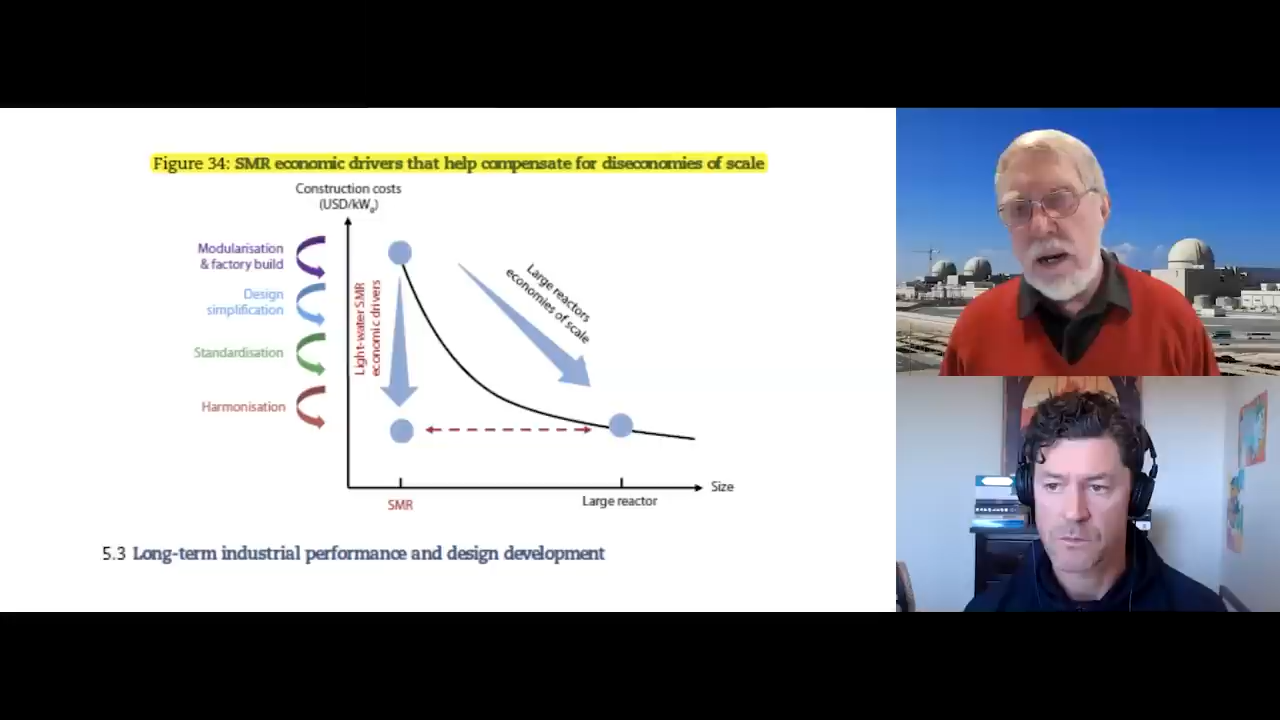 Figure 34: SMR economic drivers that help compensate for diseconomies of scale
Construction costs
(USD/kWe)
Modularisation
& factory build
Design
simplification
Standardisation
Harmonisation
Light-water SMR
economic drivers
Large reactors
economies of scale
Size
SMR
Large reactor
5.3 Long-term industrial performance and design development